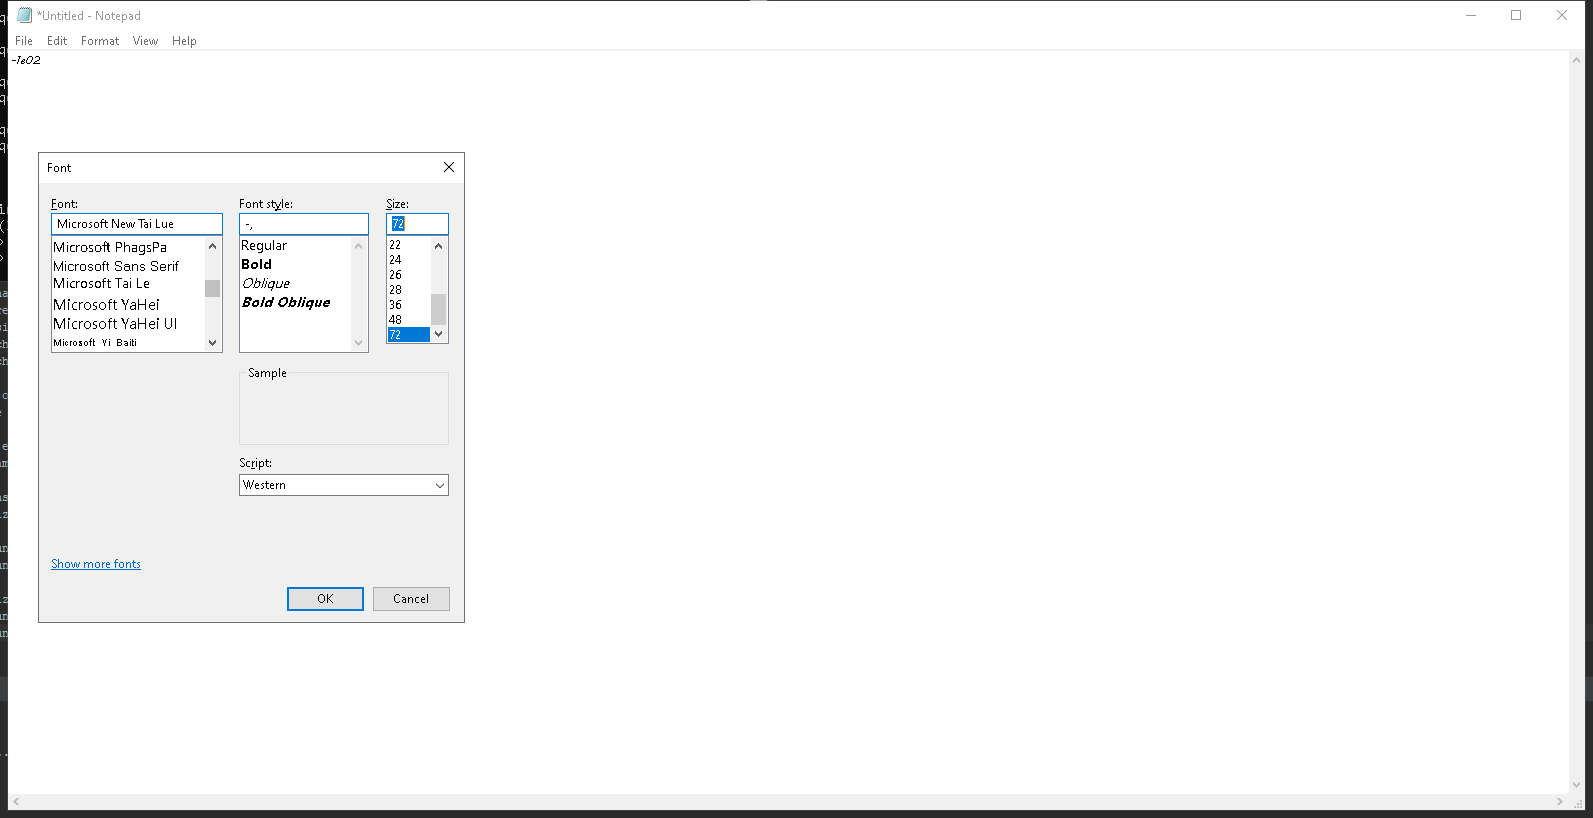 *Untitled - Notepad
File Edit Format View Help
-1e02
Font
Font: Font style: Size:
Microsoft New Tai Lue -, 72
Microsoft PhagsPa
Microsoft Sans Serif
Microsoft Tai Le
Microsoft YaHei
Microsoft YaHei UI
Microsoft Yi Baiti
Regular
Bold
Oblique
Bold Oblique
22
24
26
28
36
48
72
Sample
Script:
Western
Show more fonts
OK Cancel